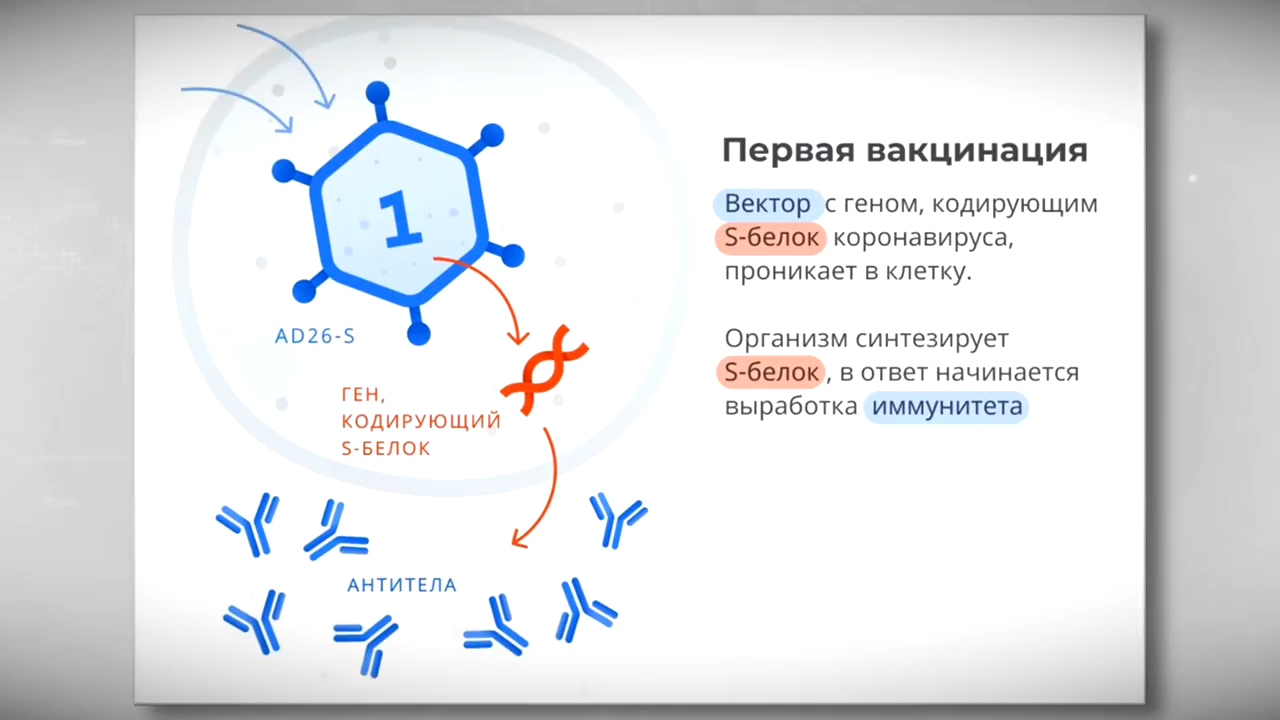 1
AD26-S
ГЕН,
КОДИРУЮЩИЙ
S-БЕЛОК
АНТИТЕЛА
Первая вакцинация
Вектор с геном, кодирующим
S-белок коронавируса,
проникает в клетку.
Организм синтезирует
S-белок, в ответ начинается
выработка иммунитета